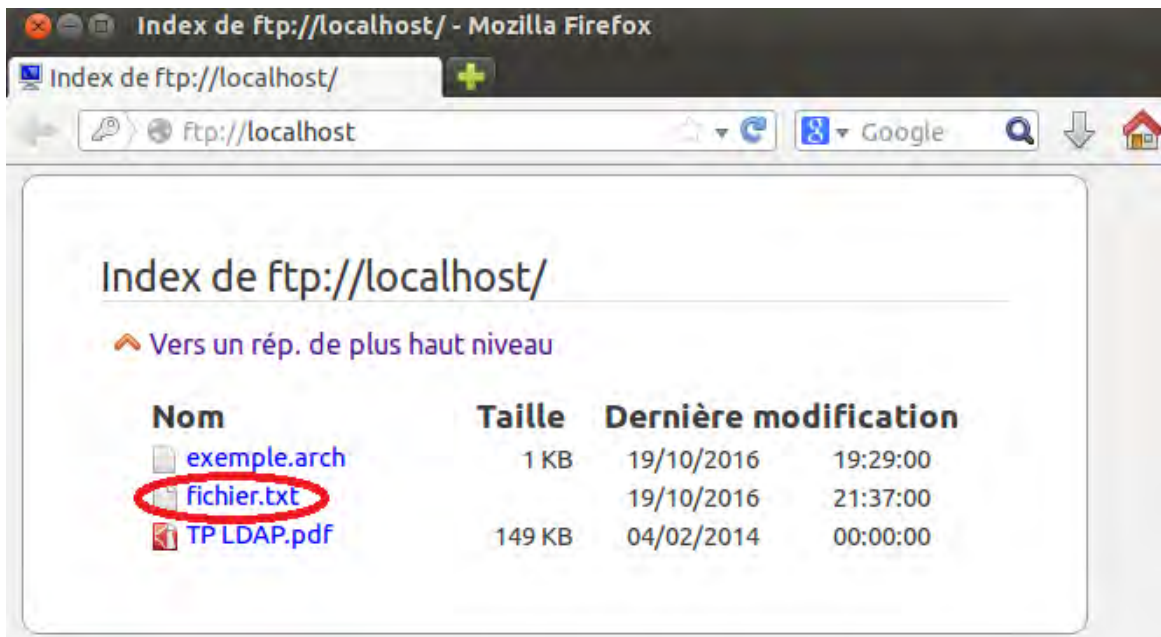 Index de ftp://localhost/ - Mozilla Firefox
Index de ftp://localhost/
ftp://localhost
Google
Index de ftp://localhost/
Vers un rép. de plus haut niveau
Nom Taille Dernière modification
exemple.arch 1 KB 19/10/2016 19:29:00
fichier.txt 19/10/2016 21:37:00
TP LDAP.pdf 149 KB 04/02/2014 00:00:00